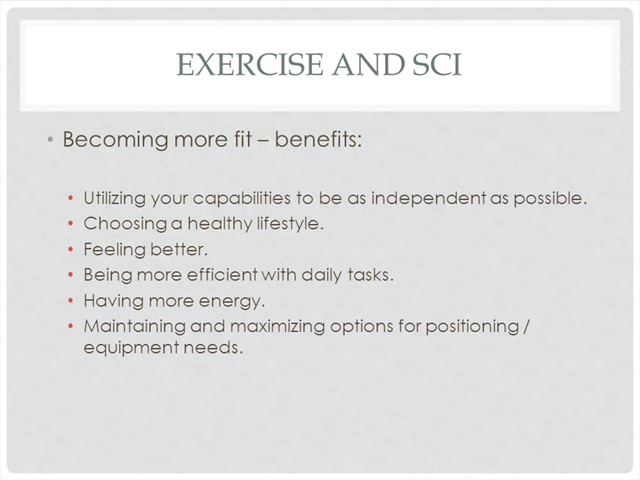 EXERCISE AND SCI
• Becoming more fit – benefits:
• Utilizing your capabilities to be as independent as possible.
• Choosing a healthy lifestyle.
• Feeling better.
• Being more efficient with daily tasks.
• Having more energy.
• Maintaining and maximizing options for positioning /
equipment needs.